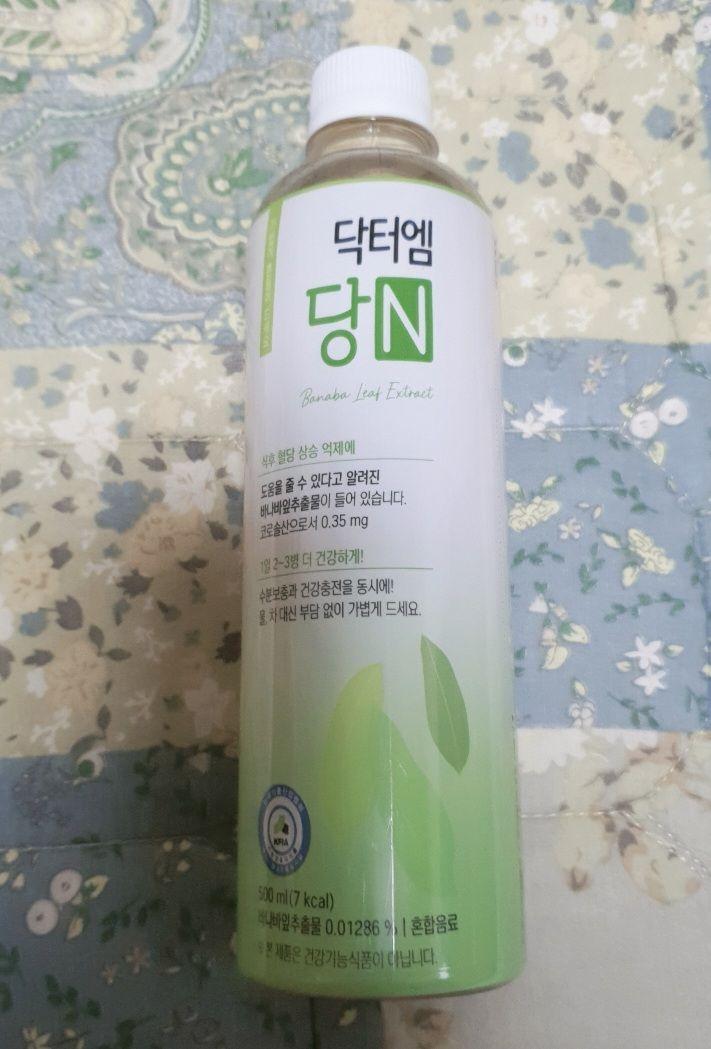 닥터엠
당N
Banaba Leaf Extract
식후 혈당 상승 억제에
도움을 줄 수 있다고 알려진
바나바잎추출물이 들어 있습니다.
코로솔산으로서 0.35 mg
1일 2~3병 더 건강하게!
수분보충과 건강충전을 동시에!
물, 차 대신 부담 없이 가볍게 드세요.
KFIA
500 ml(7 kcal)
바나바잎추출물 0.01286 % | 혼합음료
※ 본 제품은 건강기능식품이 아닙니다.